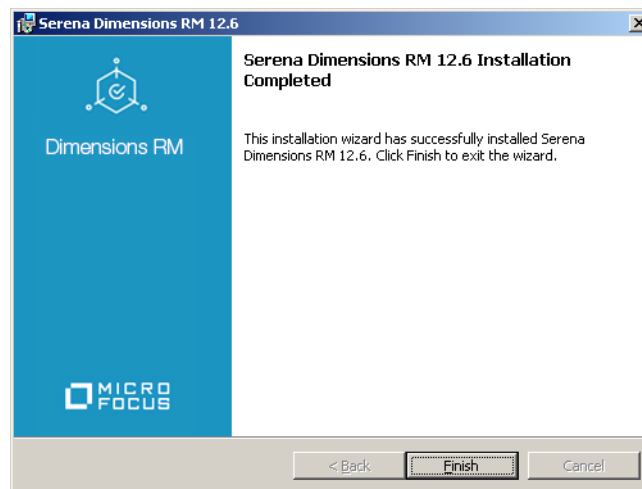 Serena Dimensions RM 12.6
Serena Dimensions RM 12.6 Installation
Completed
Dimensions RM
This installation wizard has successfully installed Serena
Dimensions RM 12.6. Click Finish to exit the wizard.
MICRO
FOCUS
< Back
Finish
Cancel